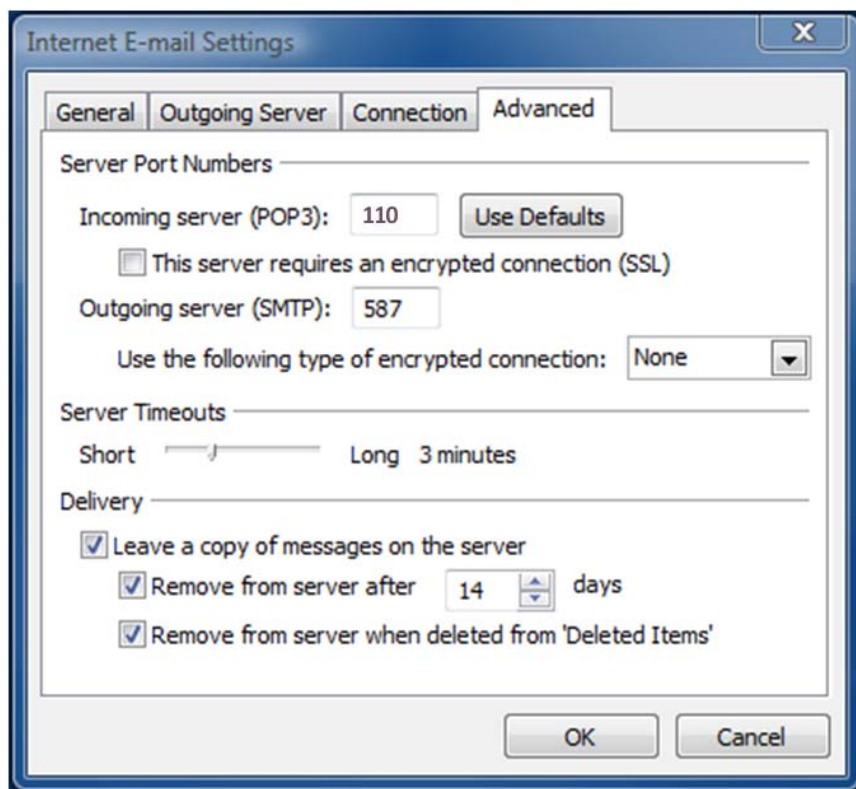 Internet E-mail Settings
General Outgoing Server Connection Advanced
Server Port Numbers
Incoming server (POP3): 110 Use Defaults
This server requires an encrypted connection (SSL)
Outgoing server (SMTP): 587
Use the following type of encrypted connection: None
Server Timeouts
Short Long 3 minutes
Delivery
Leave a copy of messages on the server
Remove from server after 14 days
Remove from server when deleted from 'Deleted Items'
OK Cancel